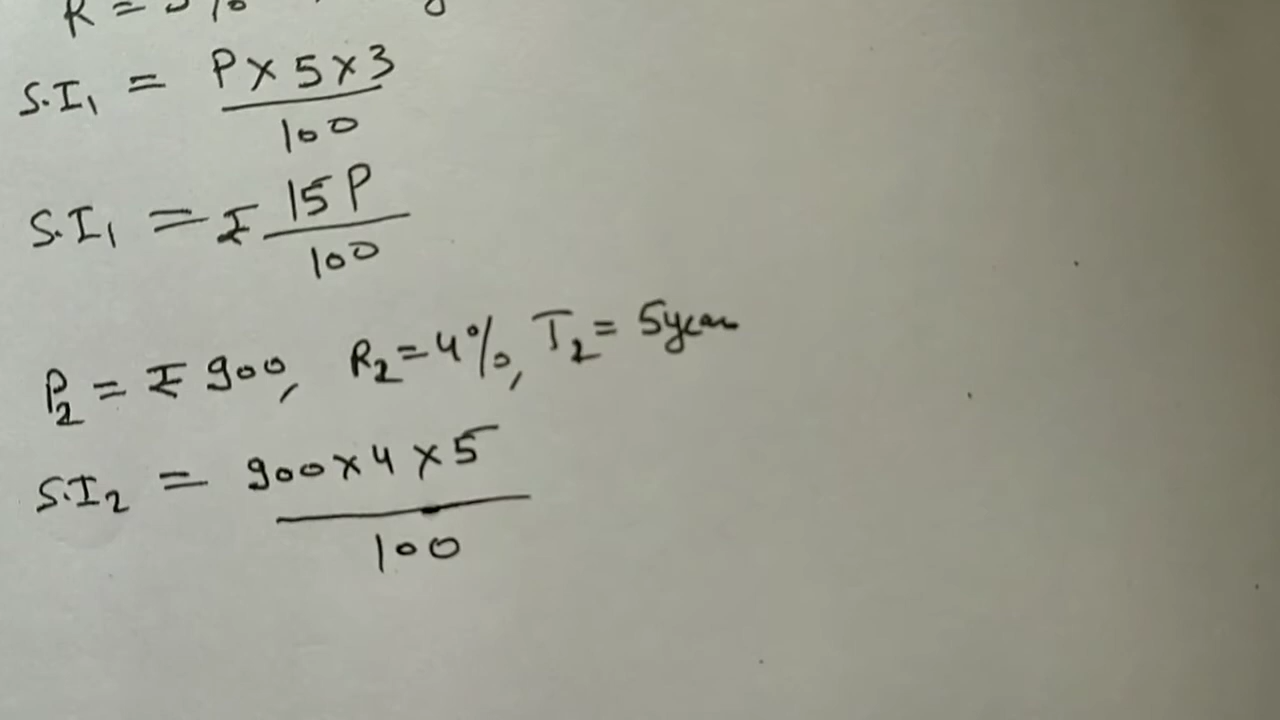 S.I₁ = P×5×3
100
S.I₁ = ₹ 15P
100
P₂ = ₹ 900, R₂=4%, T₂= 5year
S.I₂ = 900×4×5
100